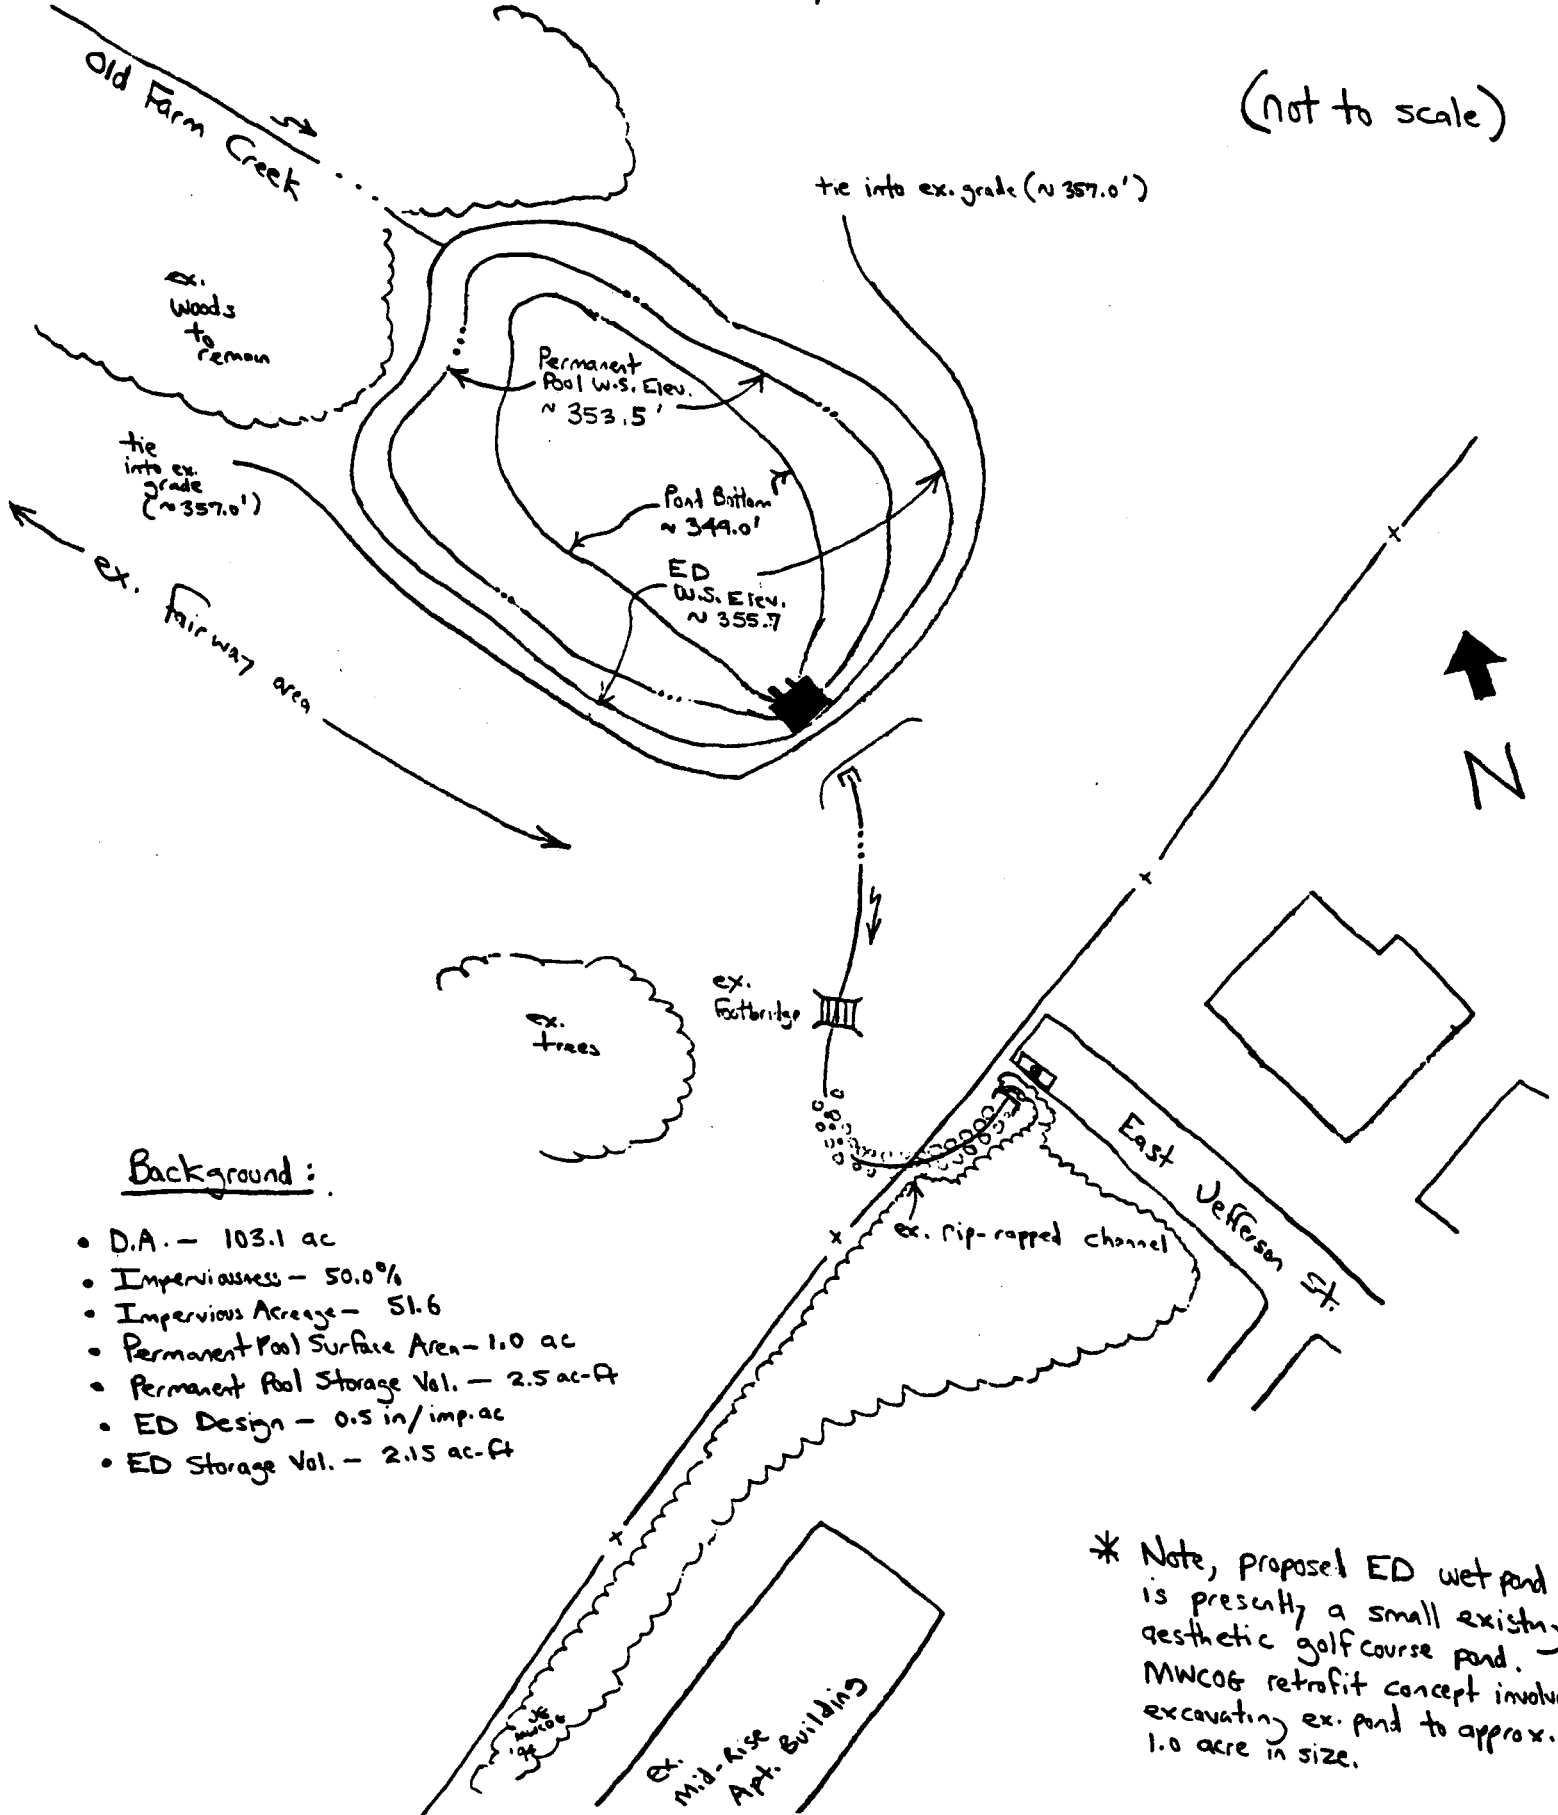 (not to scale)
Old Farm Creek
tie into ex. grade (~ 357.0')
ex.
Woods
to
remain
Permanent
Pool W.S. Elev.
~ 353.5'
tie
into ex.
grade
(~357.0')
Pond Bottom
~ 349.0'
ED
W.S. Elev.
~ 355.7
ex. Fairway area
N
ex.
Footbridge
ex.
trees
East Jefferson St.
ex. rip-rapped channel
Background:
• D.A. — 103.1 ac
• Imperviousness — 50.0%
• Impervious Acreage — 51.6
• Permanent Pool Surface Area — 1.0 ac
• Permanent Pool Storage Vol. — 2.5 ac-ft
• ED Design — 0.5 in/imp.ac
• ED Storage Vol. — 2.15 ac-ft
* Note, proposed ED wet pond
is presently a small existing
aesthetic golf course pond.
MWCOG retrofit concept involve
excavating ex. pond to approx.
1.0 acre in size.
MWCOG
ex.
Mid-Rise
Apt. Building